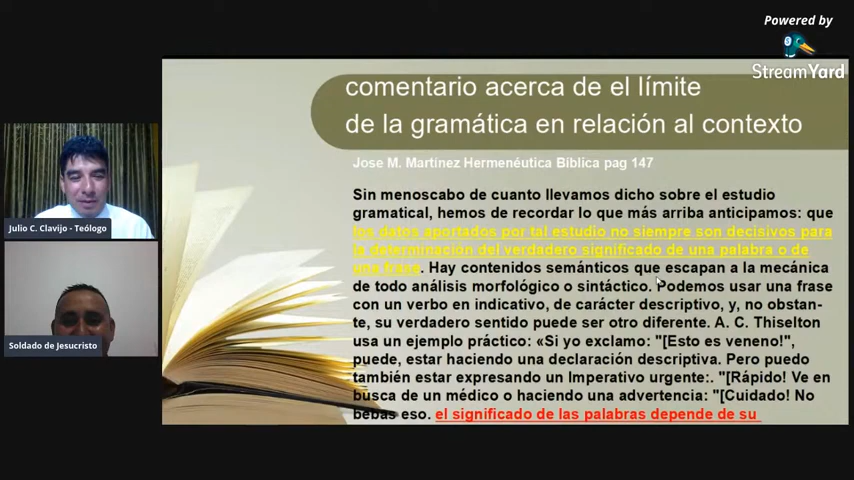 Powered by
StreamYard
comentario acerca de el límite
de la gramática en relación al contexto
Jose M. Martinez Hermenéutica Bíblica pag 147
Sin menoscabo de cuanto llevamos dicho sobre el estudio
gramatical, hemos de recordar lo que más arriba anticipamos: que
los datos aportados por tal estudio no siempre son decisivos para
la determinación del verdadero significado de una palabra o de
una frase. Hay contenidos semánticos que escapan a la mecánica
de todo análisis morfológico o sintáctico. Podemos usar una frase
con un verbo en indicativo, de carácter descriptivo, y, no obstan-
te, su verdadero sentido puede ser otro diferente. A. C. Thiselton
usa un ejemplo práctico: «Si yo exclamo: "[Esto es veneno!",
puede, estar haciendo una declaración descriptiva. Pero puedo
también estar expresando un Imperativo urgente:. "[Rápido! Ve en
búsca de un médico o haciendo una advertencia: "[Cuidado! No
bebas eso. el significado de las palabras depende de su
Julio C. Clavijo - Teólogo
Soldado de Jesucristo